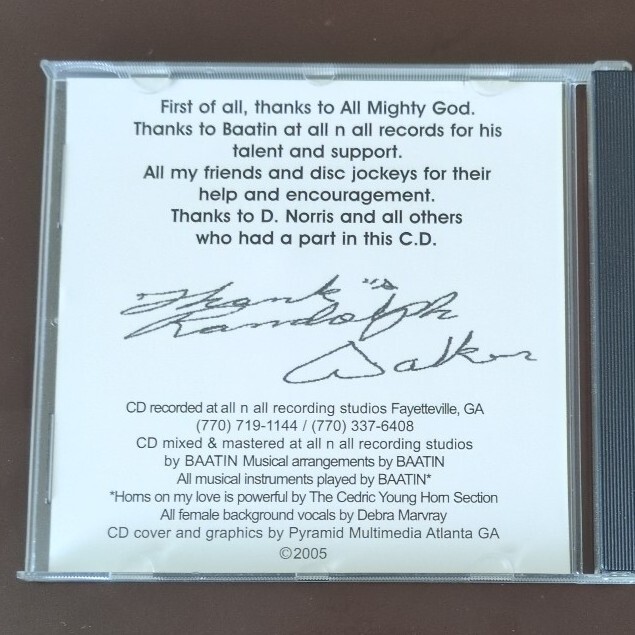 First of all, thanks to All Mighty God.
Thanks to Baatin at all n all records for his
talent and support.
All my friends and disc jockeys for their
help and encouragement.
Thanks to D. Norris and all others
who had a part in this C.D.
Thank "s
Randolph
Walker
CD recorded at all n all recording studios Fayetteville, GA
(770) 719-1144 / (770) 337-6408
CD mixed & mastered at all n all recording studios
by BAATIN Musical arrangements by BAATIN
All musical instruments played by BAATIN*
*Horns on my love is powerful by The Cedric Young Horn Section
All female background vocals by Debra Marvray
CD cover and graphics by Pyramid Multimedia Atlanta GA
©2005